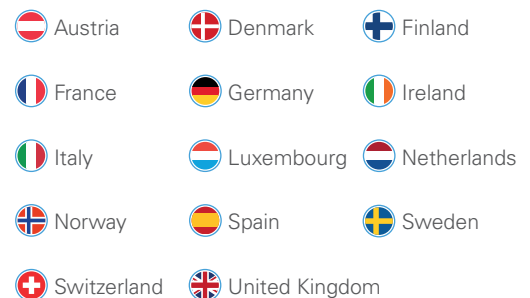 Austria Denmark Finland
France Germany Ireland
Italy Luxembourg Netherlands
Norway Spain Sweden
Switzerland United Kingdom